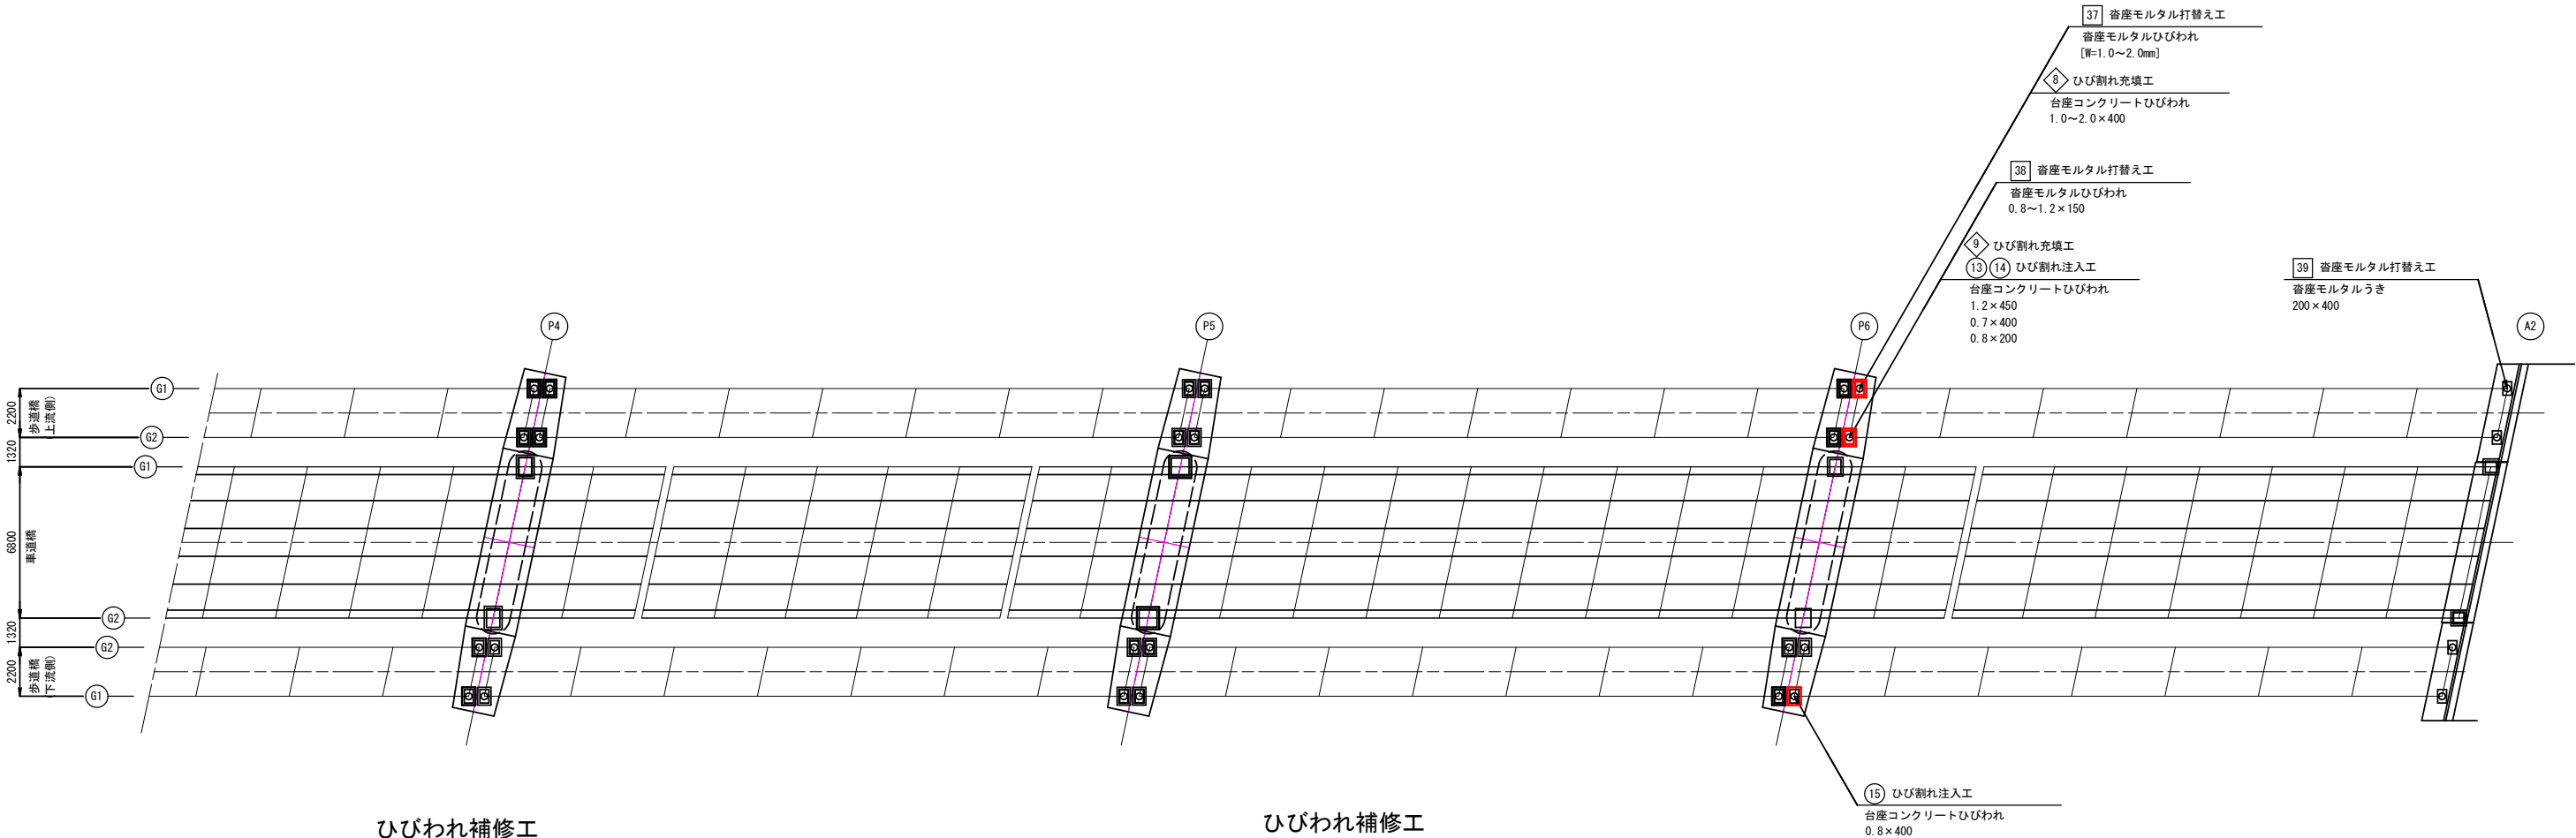 37 沓座モルタル打替え工
沓座モルタルひびわれ
[W=1.0〜2.0mm]
8 ひび割れ充填工
台座コンクリートひびわれ
1.0〜2.0×400
38 沓座モルタル打替え工
沓座モルタルひびわれ
0.8〜1.2×150
9 ひび割れ充填工
13 14 ひび割れ注入工
台座コンクリートひびわれ
1.2×450
0.7×400
0.8×200
39 沓座モルタル打替え工
沓座モルタルうき
200×400
P4
P5
P6
A2
G1
G2
G1
G2
G2
G1
2200
1320
6800
1320
2200
歩道橋
(上流側)
車道橋
歩道橋
(下流側)
15 ひび割れ注入工
台座コンクリートひびわれ
0.8×400
ひびわれ補修工
ひびわれ補修工